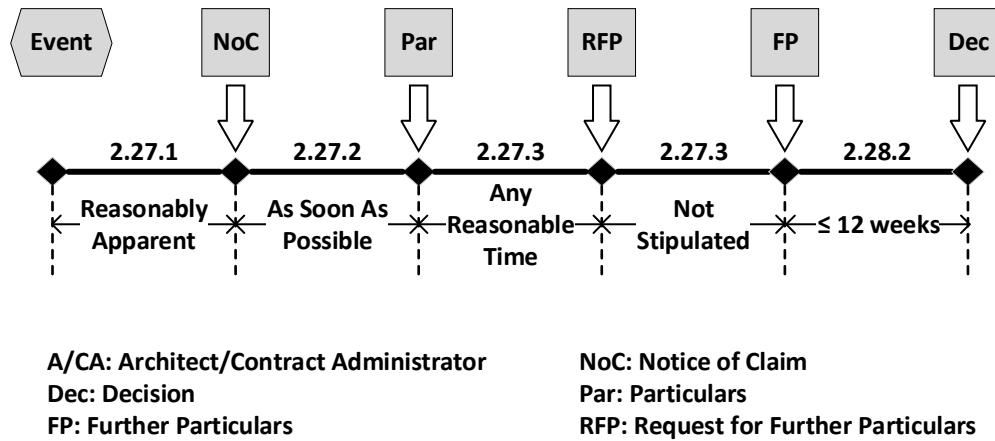 Event NoC Par RFP FP Dec
2.27.1 2.27.2 2.27.3 2.27.3 2.28.2
Reasonably
Apparent
As Soon As
Possible
Any
Reasonable
Time
Not
Stipulated
≤ 12 weeks
A/CA: Architect/Contract Administrator
Dec: Decision
FP: Further Particulars
NoC: Notice of Claim
Par: Particulars
RFP: Request for Further Particulars